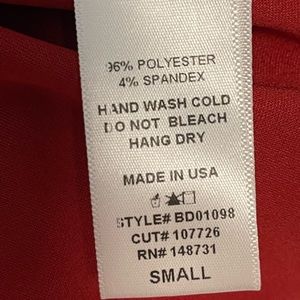 96% POLYESTER
4% SPANDEX
HAND WASH COLD
DO NOT BLEACH
HANG DRY
MADE IN USA
STYLE# BD01098
CUT# 107726
RN# 148731
SMALL